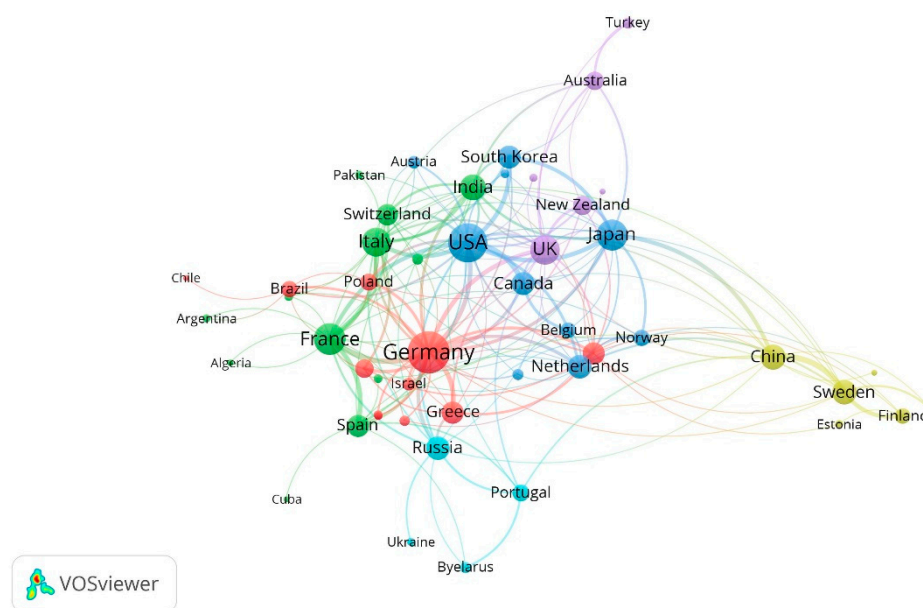 Turkey
Australia
South Korea
Austria
Pakistan
India
New Zealand
Switzerland
Japan
Italy
USA
UK
Chile
Poland
Canada
Brazil
Argentina
France
Belgium
Norway
Germany
China
Algeria
Netherlands
Israel
Sweden
Greece
Finland
Spain
Estonia
Russia
Portugal
Cuba
Ukraine
Byelarus
VOSviewer